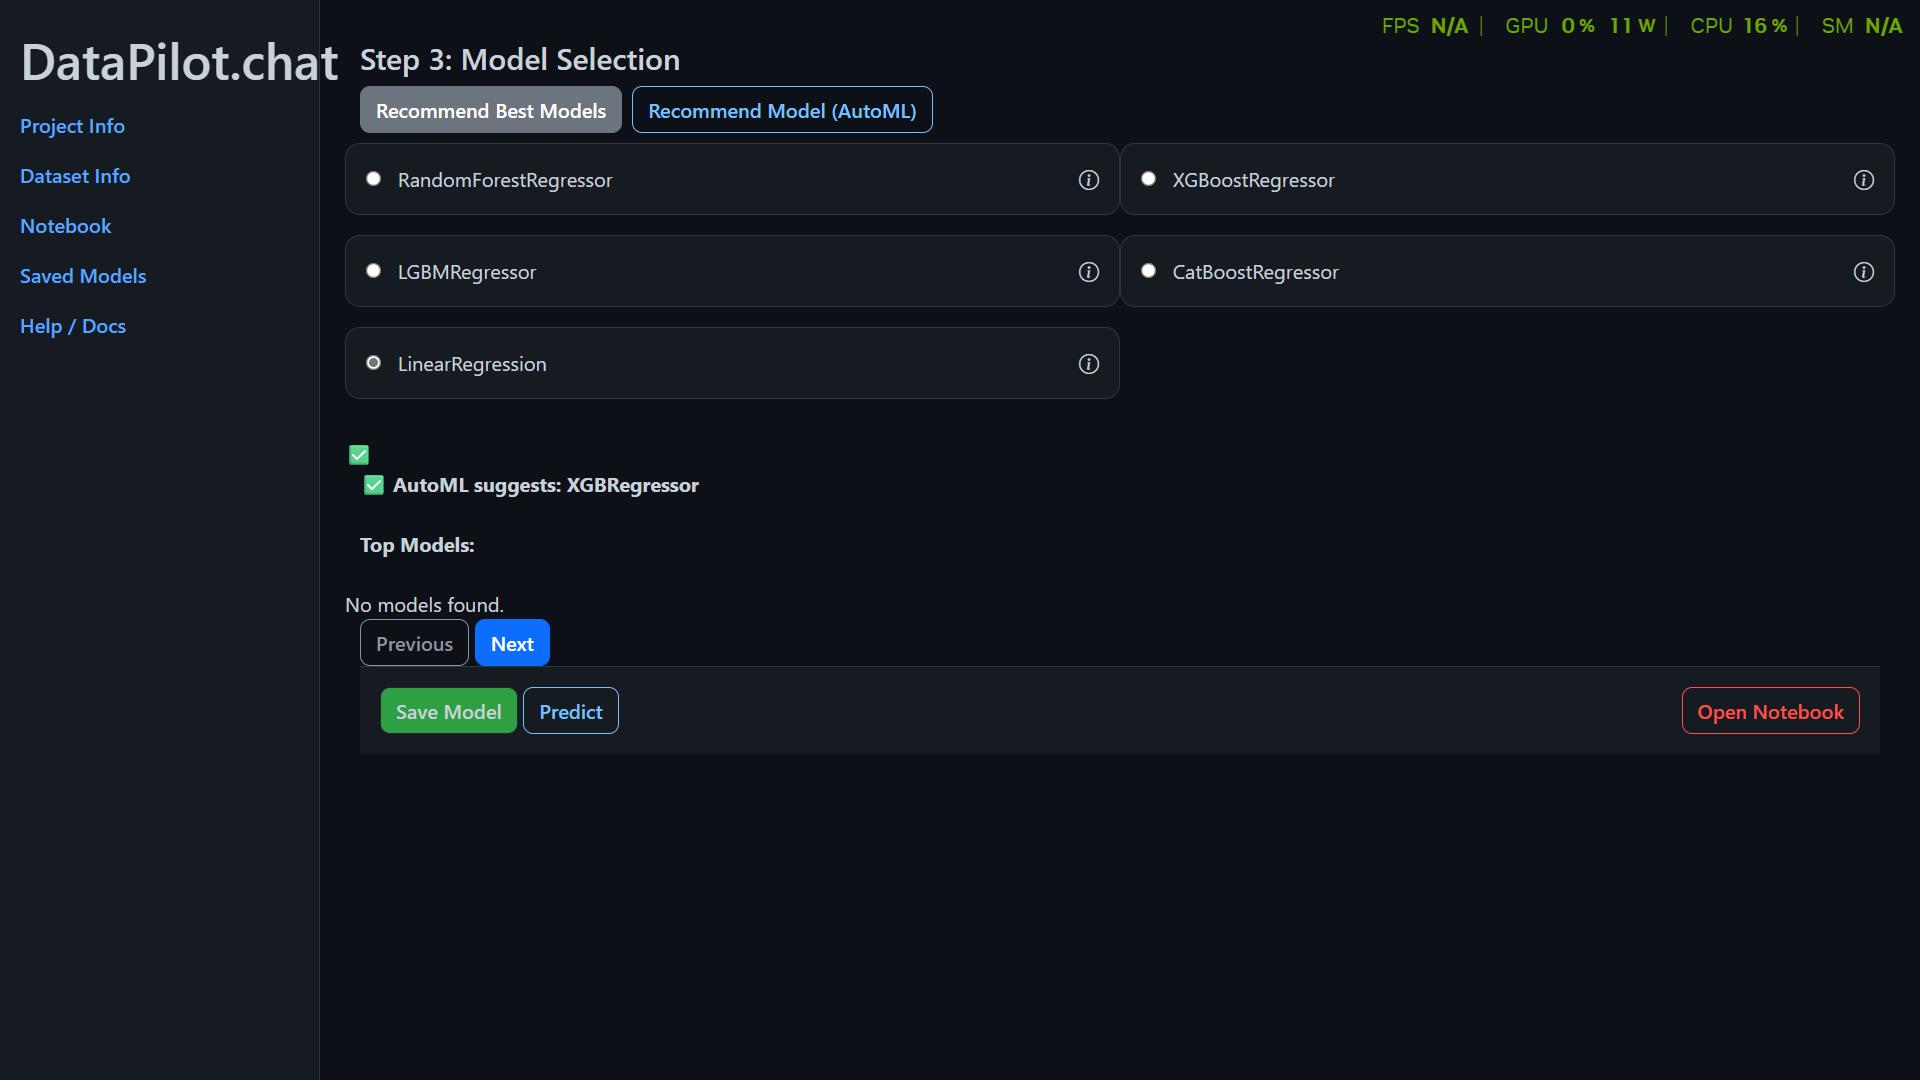 FPS N/A | GPU 0 % 11 W | CPU 16 % | SM N/A
DataPilot.chat
Project Info
Dataset Info
Notebook
Saved Models
Help / Docs
Step 3: Model Selection
Recommend Best Models Recommend Model (AutoML)
RandomForestRegressor XGBoostRegressor
LGBMRegressor CatBoostRegressor
LinearRegression
✅
✅ AutoML suggests: XGBRegressor
Top Models:
No models found.
Previous Next
Save Model Predict Open Notebook